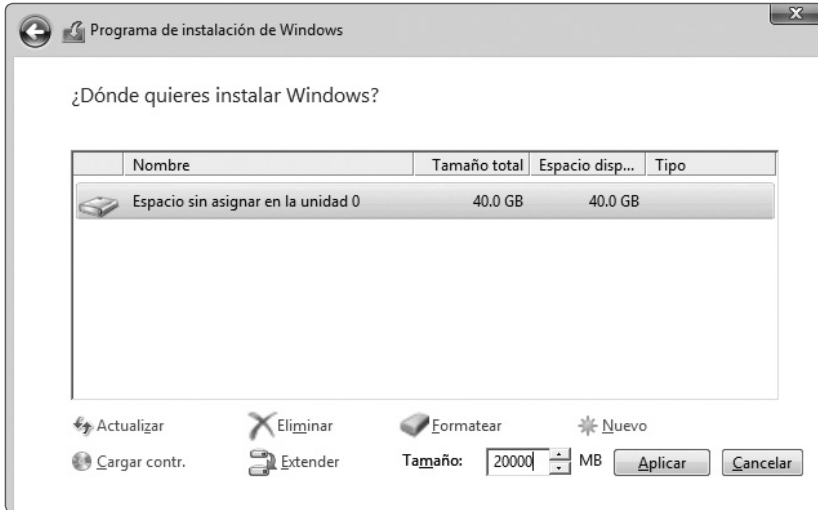 Programa de instalación de Windows
¿Dónde quieres instalar Windows?
Nombre Tamaño total Espacio disp... Tipo
Espacio sin asignar en la unidad 0 40.0 GB 40.0 GB
Actualizar Eliminar Formatear Nuevo
Cargar contr. Extender Tamaño: 20000 MB Aplicar Cancelar